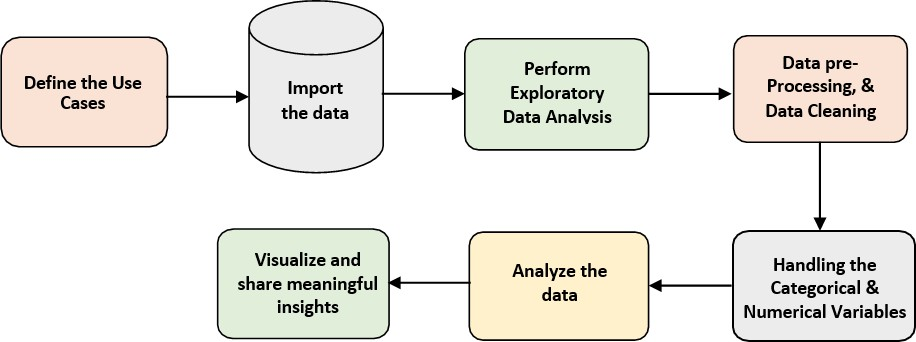 Define the Use
Cases
Import
the data
Perform
Exploratory
Data Analysis
Data pre-
Processing, &
Data Cleaning
Handling the
Categorical &
Numerical Variables
Analyze the
data
Visualize and
share meaningful
insights